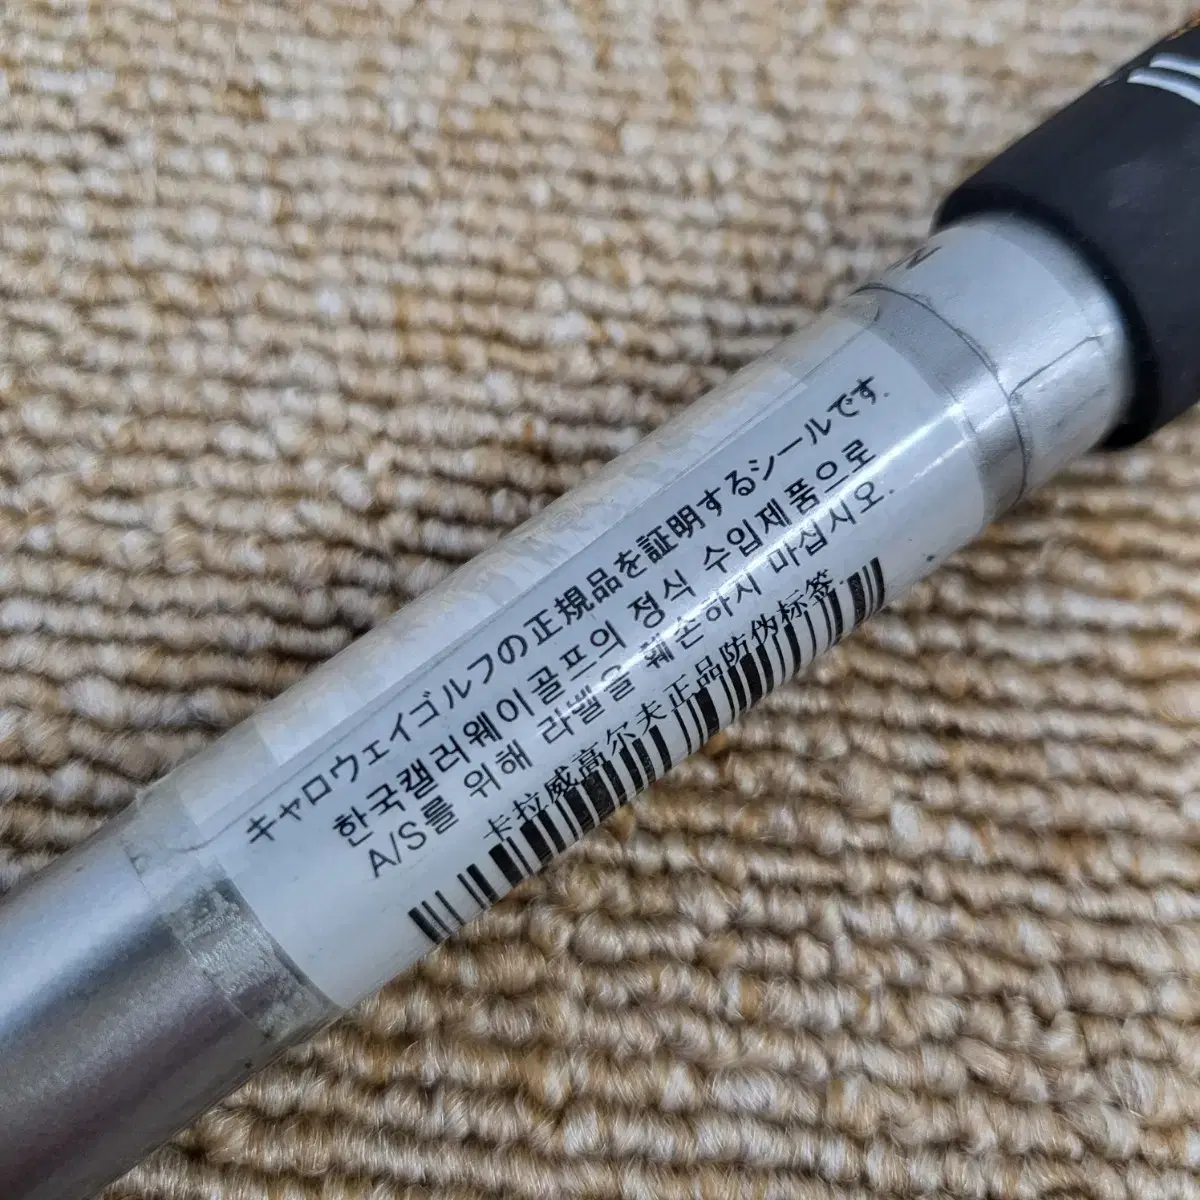 キャロウェイゴルフの正規品を証明するシールです.
한국캘러웨이골프의 정식 수입제품으로
A/S를 위해 라벨을 훼손하지 마십시오.
卡拉威高尔夫正品防伪标签.